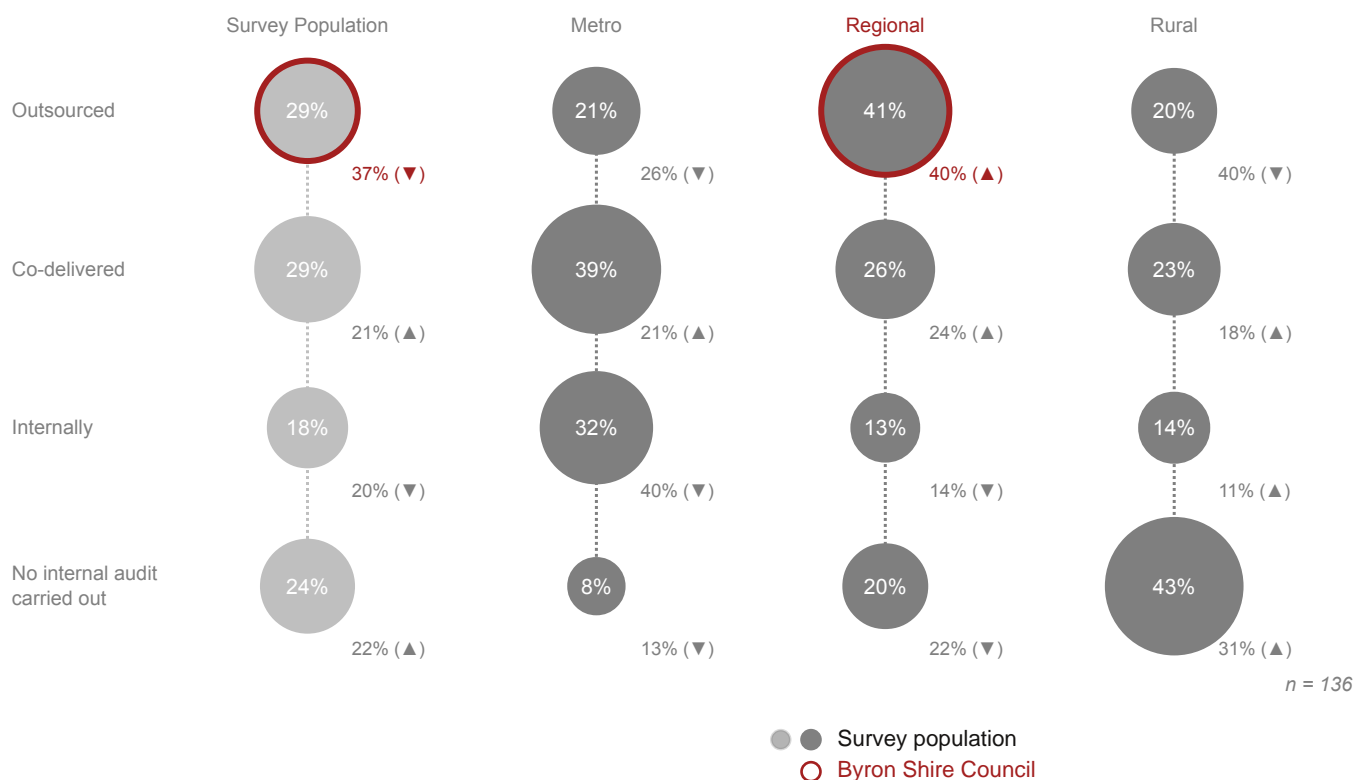 Survey Population
Metro
Regional
Rural
Outsourced
29%
21%
41%
20%
37% (▼)
26% (▼)
40% (▲)
40% (▼)
Co-delivered
29%
39%
26%
23%
21% (▲)
21% (▲)
24% (▲)
18% (▲)
Internally
18%
32%
13%
14%
20% (▼)
40% (▼)
14% (▼)
11% (▲)
No internal audit
carried out
24%
8%
20%
43%
22% (▲)
13% (▼)
22% (▼)
31% (▲)
n = 136
Survey population
Byron Shire Council